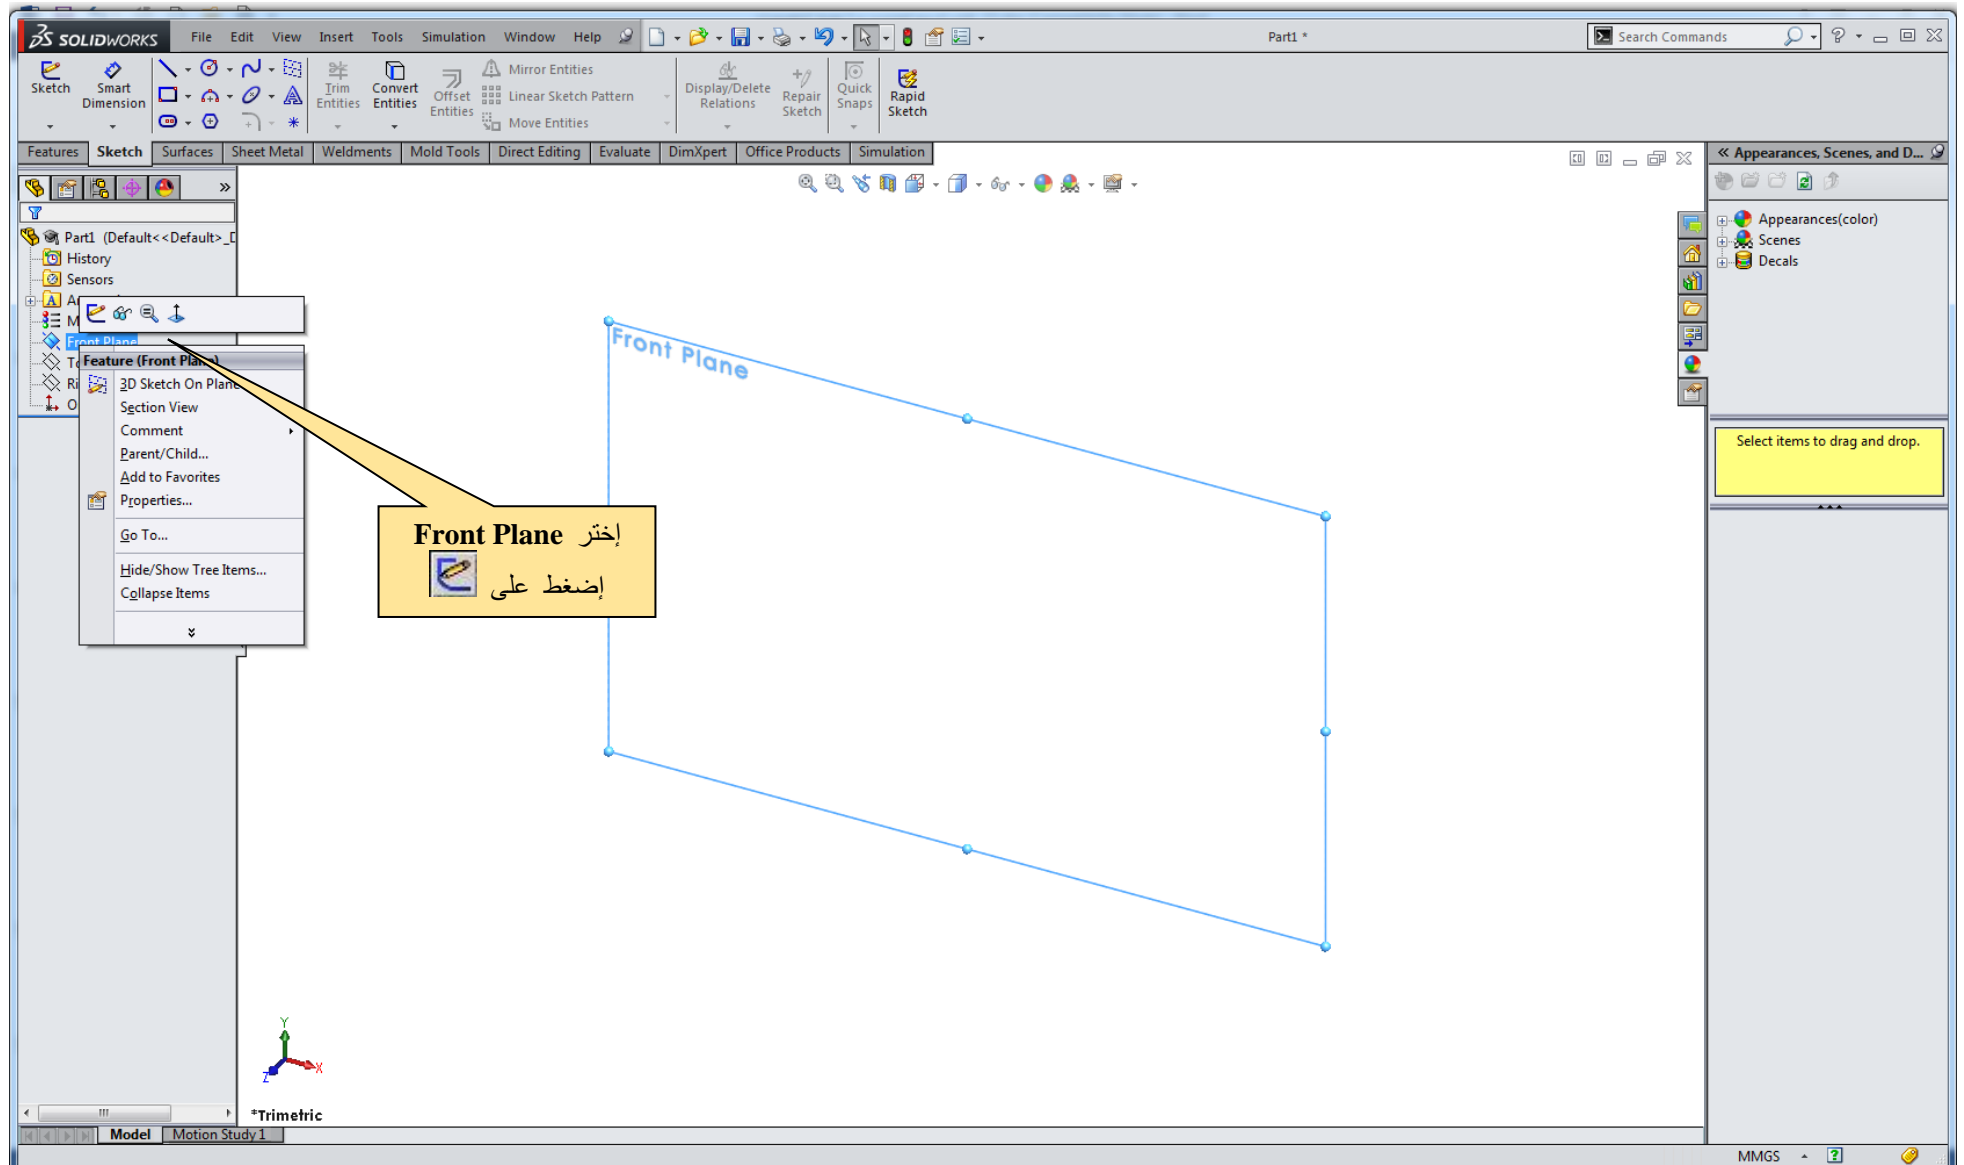 SOLIDWORKS File Edit View Insert Tools Simulation Window Help Part1 * Search Commands
Sketch Smart Dimension Trim Entities Convert Entities Offset Entities Mirror Entities Linear Sketch Pattern Move Entities Display/Delete Relations Repair Sketch Quick Snaps Rapid Sketch
Features Sketch Surfaces Sheet Metal Weldments Mold Tools Direct Editing Evaluate DimXpert Office Products Simulation
« Appearances, Scenes, and D...
Part1 (Default<<Default>_D
History
Sensors
Front Plane
Feature (Front Plane)
3D Sketch On Plane
Section View
Comment
Parent/Child...
Add to Favorites
Properties...
Go To...
Hide/Show Tree Items...
Collapse Items
Front Plane
إختر Front Plane
إضغط على
Appearances(color)
Scenes
Decals
Select items to drag and drop.
Y
X
Z
*Trimetric
Model Motion Study 1
MMGS